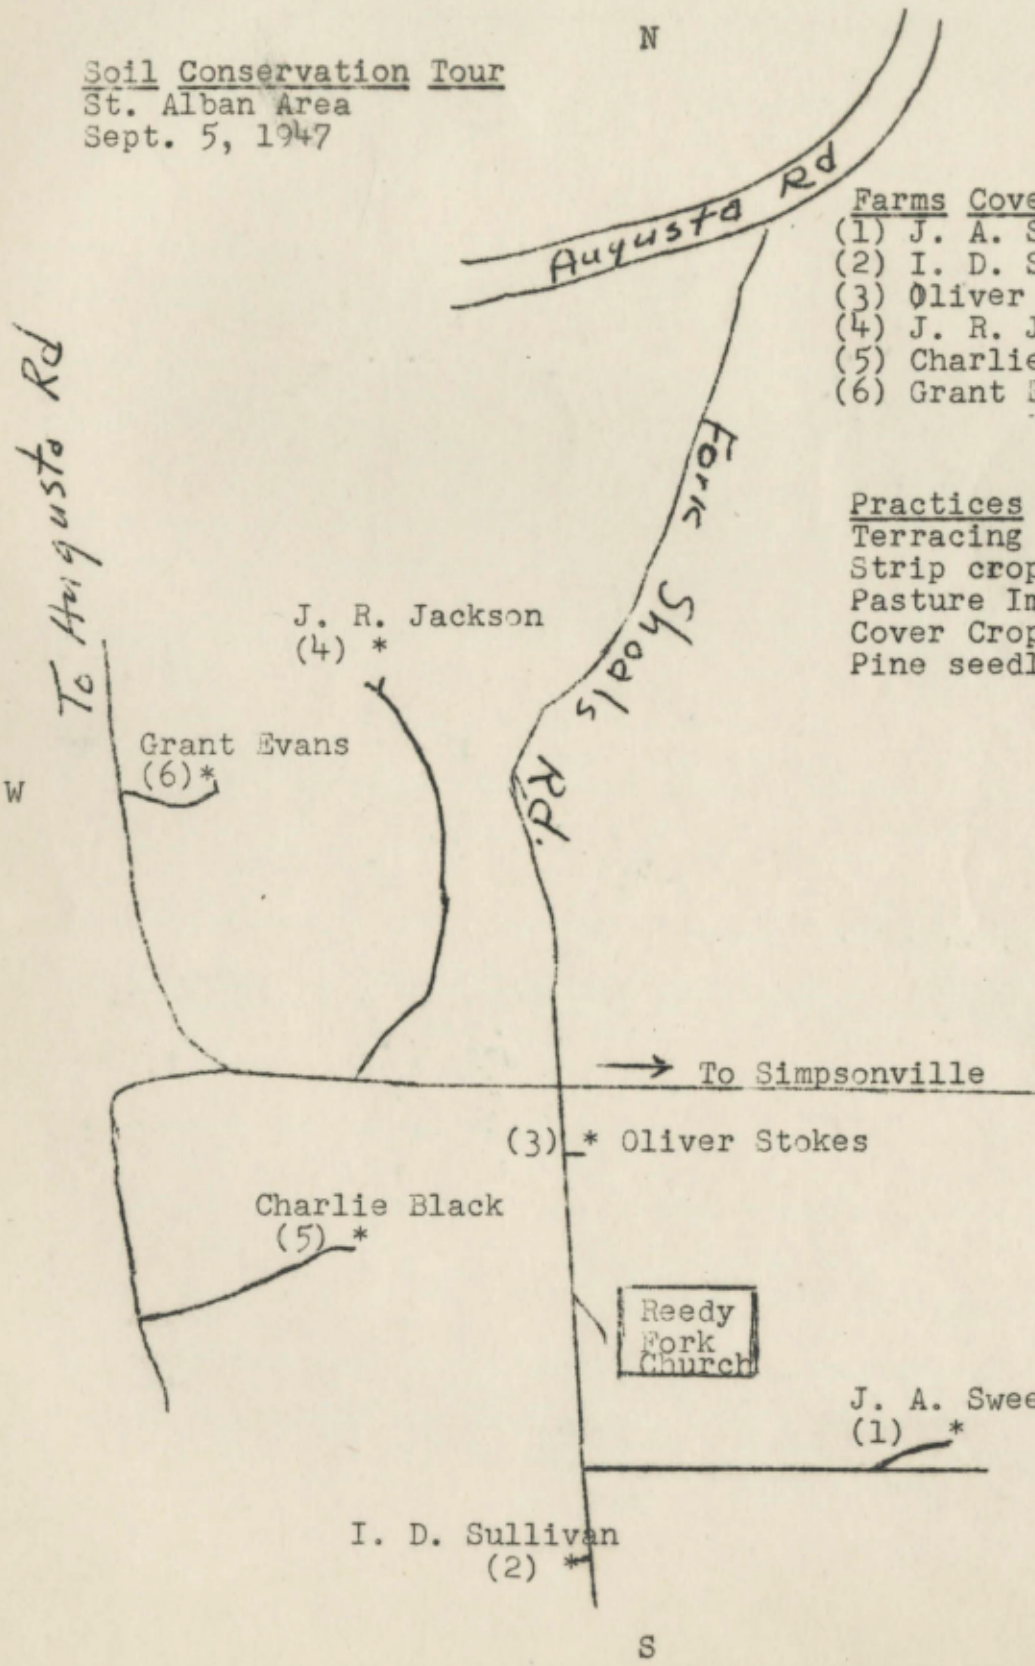 N
Soil Conservation Tour
St. Alban Area
Sept. 5, 1947
Augusta Rd
Farms Cove
(1) J. A. S
(2) I. D. S
(3) Oliver
(4) J. R. J
(5) Charlie
(6) Grant E
To Augusta Rd
Fork Shoals Rd.
Practices
Terracing
Strip crop
Pasture Im
Cover Crop
Pine seedl
J. R. Jackson
(4) *
Grant Evans
(6) *
W
→ To Simpsonville
(3) * Oliver Stokes
Charlie Black
(5) *
Reedy
Fork
Church
J. A. Swee
(1) *
I. D. Sullivan
(2) *
S